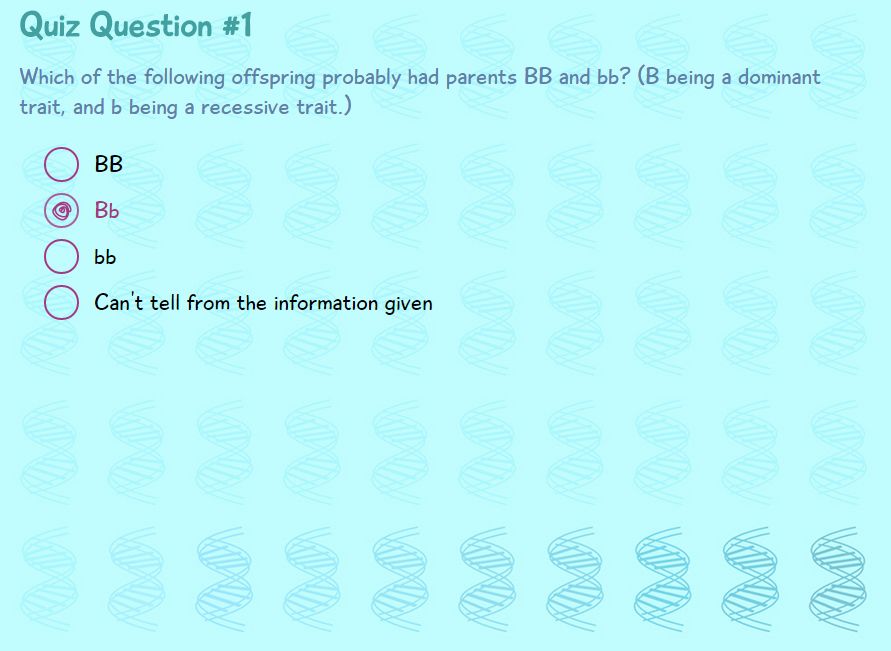 Quiz Question #1
Which of the following offspring probably had parents BB and bb? (B being a dominant
trait, and b being a recessive trait.)
BB
Bb
bb
Can't tell from the information given